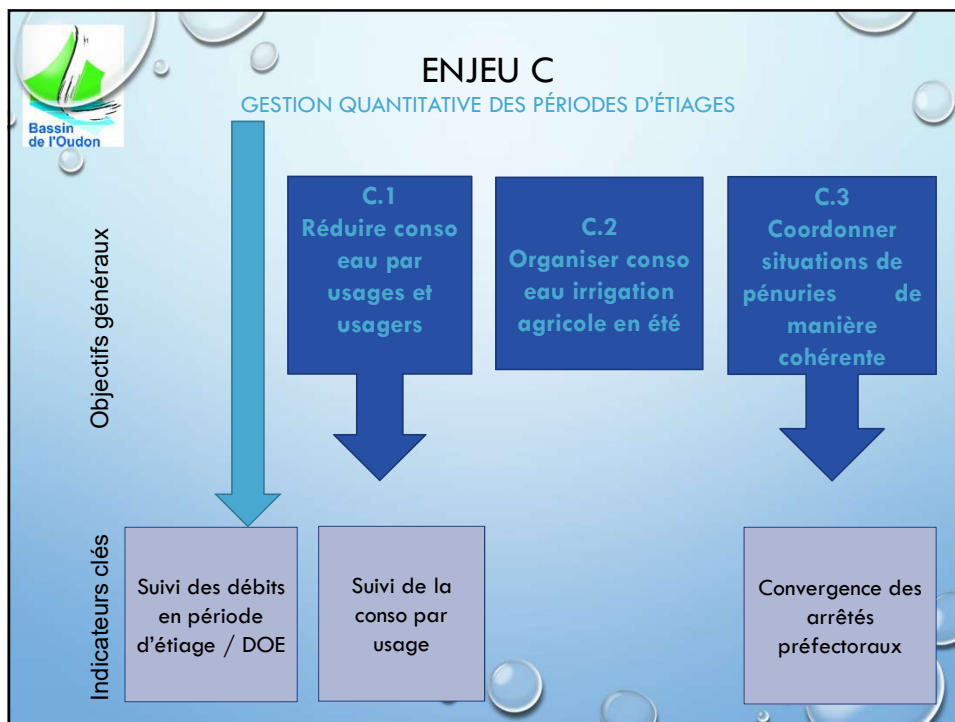 Bassin
de l'Oudon
ENJEU C
GESTION QUANTITATIVE DES PÉRIODES D'ÉTIAGES
Objectifs généraux
C.1
Réduire conso
eau par
usages et
usagers
C.2
Organiser conso
eau irrigation
agricole en été
C.3
Coordonner
situations de
pénuries de
manière
cohérente
Indicateurs clés
Suivi des débits
en période
d'étiage / DOE
Suivi de la
conso par
usage
Convergence des
arrêtés
préfectoraux